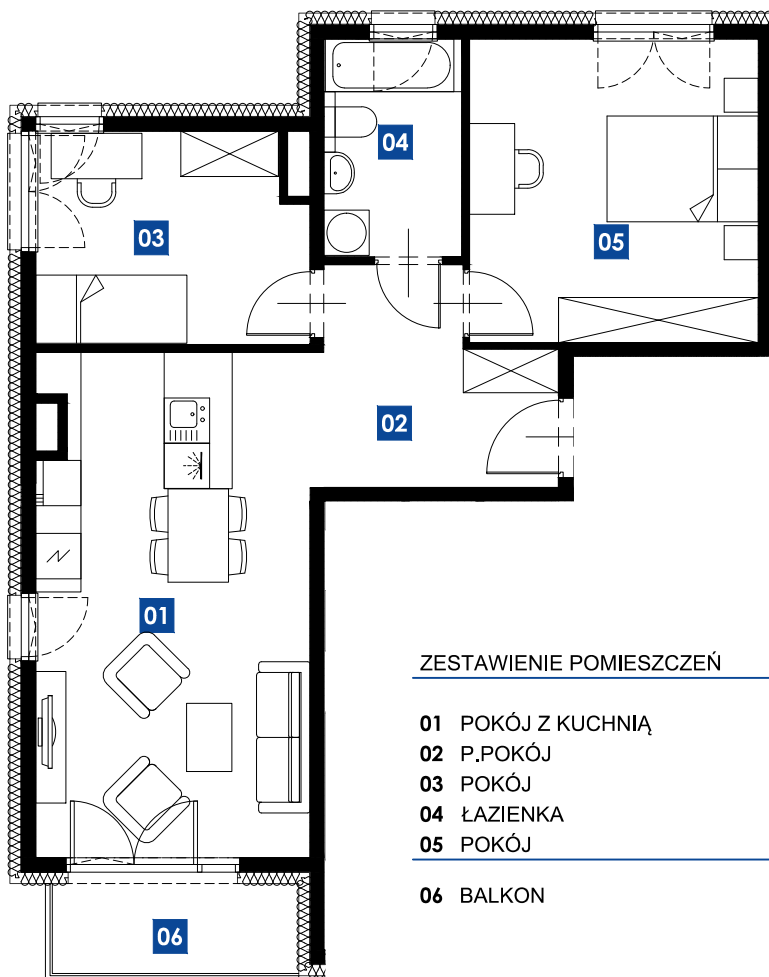 04
03
05
02
01
ZESTAWIENIE POMIESZCZEŃ
01 POKÓJ Z KUCHNIĄ
02 P.POKÓJ
03 POKÓJ
04 ŁAZIENKA
05 POKÓJ
06 BALKON
06